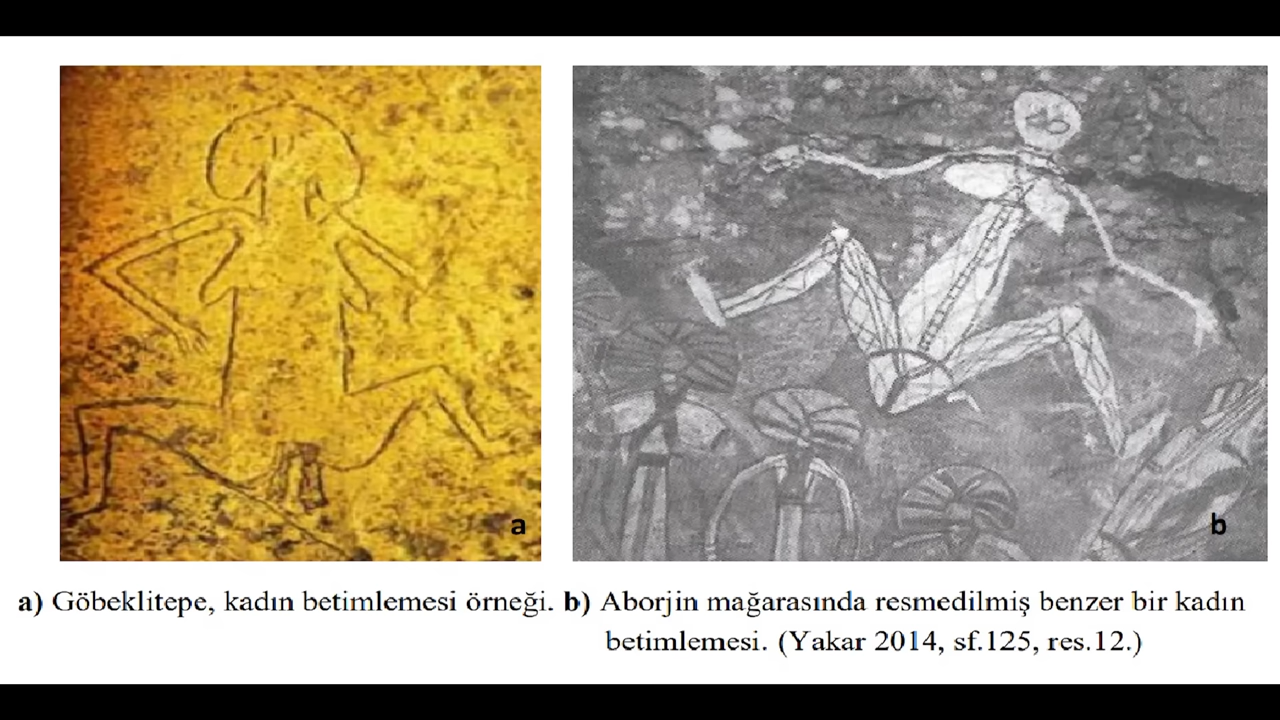 a
b
a) Göbeklitepe, kadın betimlemesi örneği. b) Aborjin mağarasında resmedilmiş benzer bir kadın
betimlemesi. (Yakar 2014, sf.125, res.12.)